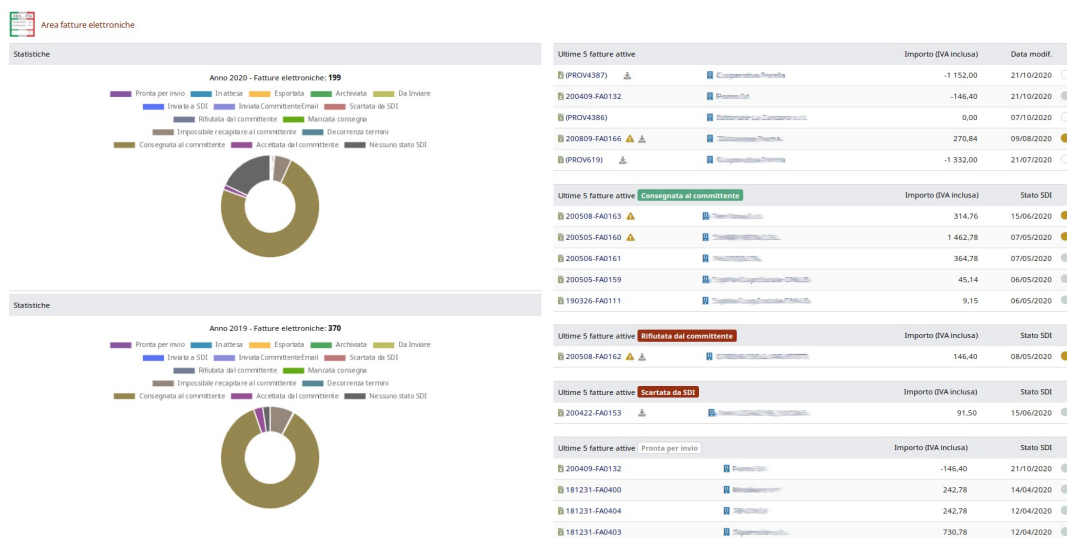 Area fatture elettroniche
Statistiche
Anno 2020 - Fatture elettroniche: 199
Pronta per invio In attesa Esportata Archiviata Da Inviare
Inviata a SDI InviataCommittenteEmail Scartata da SDI
Rifiutata dal committente Mancata consegna
Impossibile recapitare al committente Decorrenza termini
Consegnata al committente Accettata dal committente Nessuno stato SDI
Statistiche
Anno 2019 - Fatture elettroniche: 370
Pronta per invio In attesa Esportata Archiviata Da Inviare
Inviata a SDI InviataCommittenteEmail Scartata da SDI
Rifiutata dal committente Mancata consegna
Impossibile recapitare al committente Decorrenza termini
Consegnata al committente Accettata dal committente Nessuno stato SDI
Ultime 5 fatture attive Importo (IVA inclusa) Data modif.
(PROV4387) -1 152,00 21/10/2020
200409-FA0132 -146,40 21/10/2020
(PROV4386) 0,00 07/10/2020
200809-FA0166 270,84 09/08/2020
(PROV619) -1 332,00 21/07/2020
Ultime 5 fatture attive Consegnata al committente Importo (IVA inclusa) Stato SDI
200508-FA0163 314,76 15/06/2020
200505-FA0160 1 462,78 07/05/2020
200506-FA0161 364,78 07/05/2020
200505-FA0159 45,14 06/05/2020
190326-FA0111 9,15 06/05/2020
Ultime 5 fatture attive Rifiutata dal committente Importo (IVA inclusa) Stato SDI
200508-FA0162 146,40 08/05/2020
Ultime 5 fatture attive Scartata da SDI Importo (IVA inclusa) Stato SDI
200422-FA0153 91,50 15/06/2020
Ultime 5 fatture attive Pronta per invio Importo (IVA inclusa) Stato SDI
200409-FA0132 -146,40 21/10/2020
181231-FA0400 242,78 14/04/2020
181231-FA0404 242,78 12/04/2020
181231-FA0403 730,78 12/04/2020